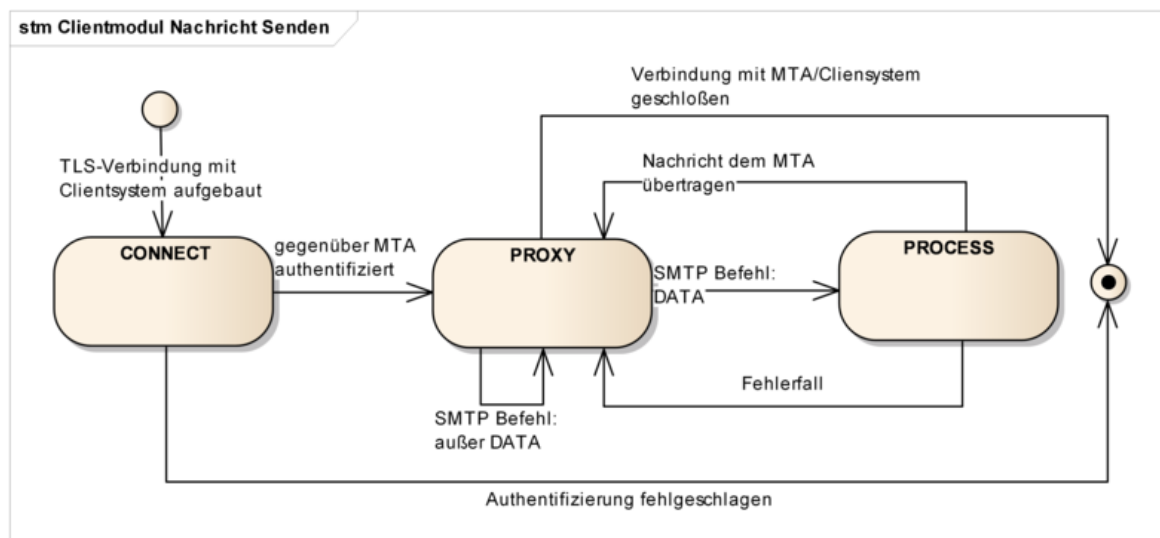 stm Clientmodul Nachricht Senden
Verbindung mit MTA/Cliensystem
geschloßen
TLS-Verbindung mit
Clientsystem aufgebaut
Nachricht dem MTA
übertragen
CONNECT
gegenüber MTA
authentifiziert
PROXY
SMTP Befehl:
DATA
PROCESS
SMTP Befehl:
außer DATA
Fehlerfall
Authentifizierung fehlgeschlagen